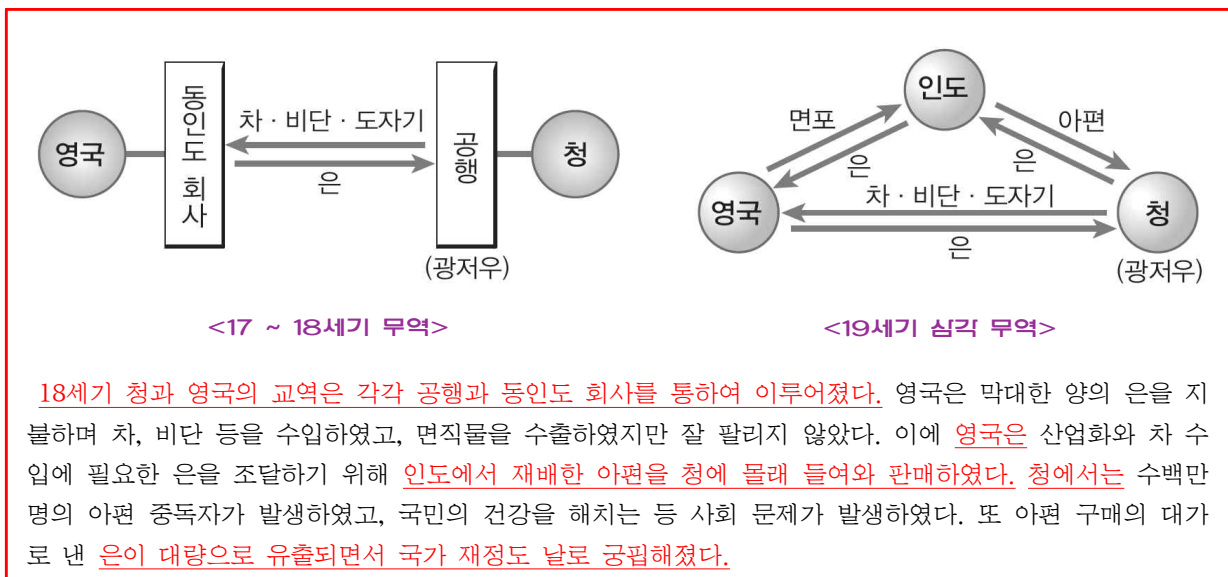 영국
동인도 회사
차 · 비단 · 도자기
은
공행
(광저우)
청
<17 ~ 18세기 무역>
인도
면포
은
아편
은
영국
차 · 비단 · 도자기
은
청
(광저우)
<19세기 삼각 무역>
18세기 청과 영국의 교역은 각각 공행과 동인도 회사를 통하여 이루어졌다. 영국은 막대한 양의 은을 지
불하며 차, 비단 등을 수입하였고, 면직물을 수출하였지만 잘 팔리지 않았다. 이에 영국은 산업화와 차 수
입에 필요한 은을 조달하기 위해 인도에서 재배한 아편을 청에 몰래 들여와 판매하였다. 청에서는 수백만
명의 아편 중독자가 발생하였고, 국민의 건강을 해치는 등 사회 문제가 발생하였다. 또 아편 구매의 대가
로 낸 은이 대량으로 유출되면서 국가 재정도 날로 궁핍해졌다.